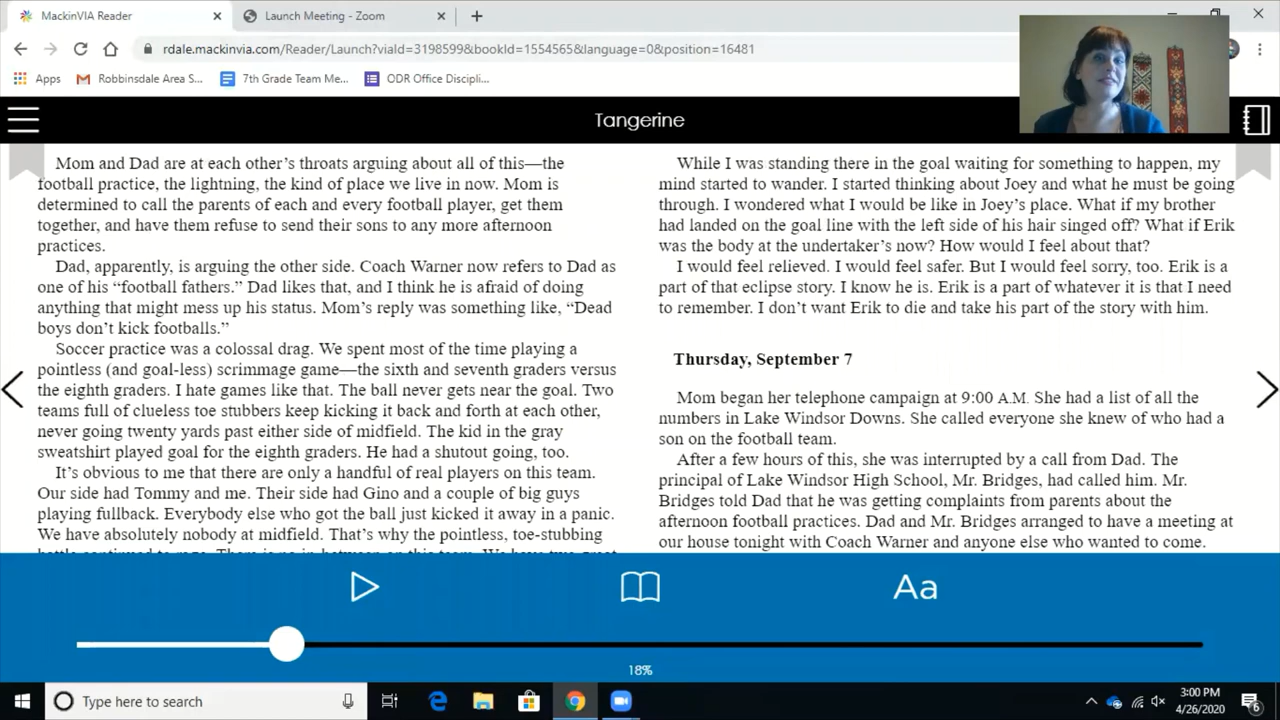 MackinVIA Reader
Launch Meeting - Zoom
rdale.mackinvia.com/Reader/Launch?viaId=3198599&bookId=1554565&language=0&position=16481
Apps
Robbinsdale Area S...
7th Grade Team Me...
ODR Office Discipli...
Tangerine
Mom and Dad are at each other’s throats arguing about all of this—the
football practice, the lightning, the kind of place we live in now. Mom is
determined to call the parents of each and every football player, get them
together, and have them refuse to send their sons to any more afternoon
practices.
Dad, apparently, is arguing the other side. Coach Warner now refers to Dad as
one of his “football fathers.” Dad likes that, and I think he is afraid of doing
anything that might mess up his status. Mom’s reply was something like, “Dead
boys don’t kick footballs.”
Soccer practice was a colossal drag. We spent most of the time playing a
pointless (and goal-less) scrimmage game—the sixth and seventh graders versus
the eighth graders. I hate games like that. The ball never gets near the goal. Two
teams full of clueless toe stubbers keep kicking it back and forth at each other,
never going twenty yards past either side of midfield. The kid in the gray
sweatshirt played goal for the eighth graders. He had a shutout going, too.
It’s obvious to me that there are only a handful of real players on this team.
Our side had Tommy and me. Their side had Gino and a couple of big guys
playing fullback. Everybody else who got the ball just kicked it away in a panic.
We have absolutely nobody at midfield. That’s why the pointless, toe-stubbing
While I was standing there in the goal waiting for something to happen, my
mind started to wander. I started thinking about Joey and what he must be going
through. I wondered what I would be like in Joey’s place. What if my brother
had landed on the goal line with the left side of his hair singed off? What if Erik
was the body at the undertaker’s now? How would I feel about that?
I would feel relieved. I would feel safer. But I would feel sorry, too. Erik is a
part of that eclipse story. I know he is. Erik is a part of whatever it is that I need
to remember. I don’t want Erik to die and take his part of the story with him.
Thursday, September 7
Mom began her telephone campaign at 9:00 A.M. She had a list of all the
numbers in Lake Windsor Downs. She called everyone she knew of who had a
son on the football team.
After a few hours of this, she was interrupted by a call from Dad. The
principal of Lake Windsor High School, Mr. Bridges, had called him. Mr.
Bridges told Dad that he was getting complaints from parents about the
afternoon football practices. Dad and Mr. Bridges arranged to have a meeting at
our house tonight with Coach Warner and anyone else who wanted to come.
Aa
18%
Type here to search
3:00 PM
4/26/2020
6